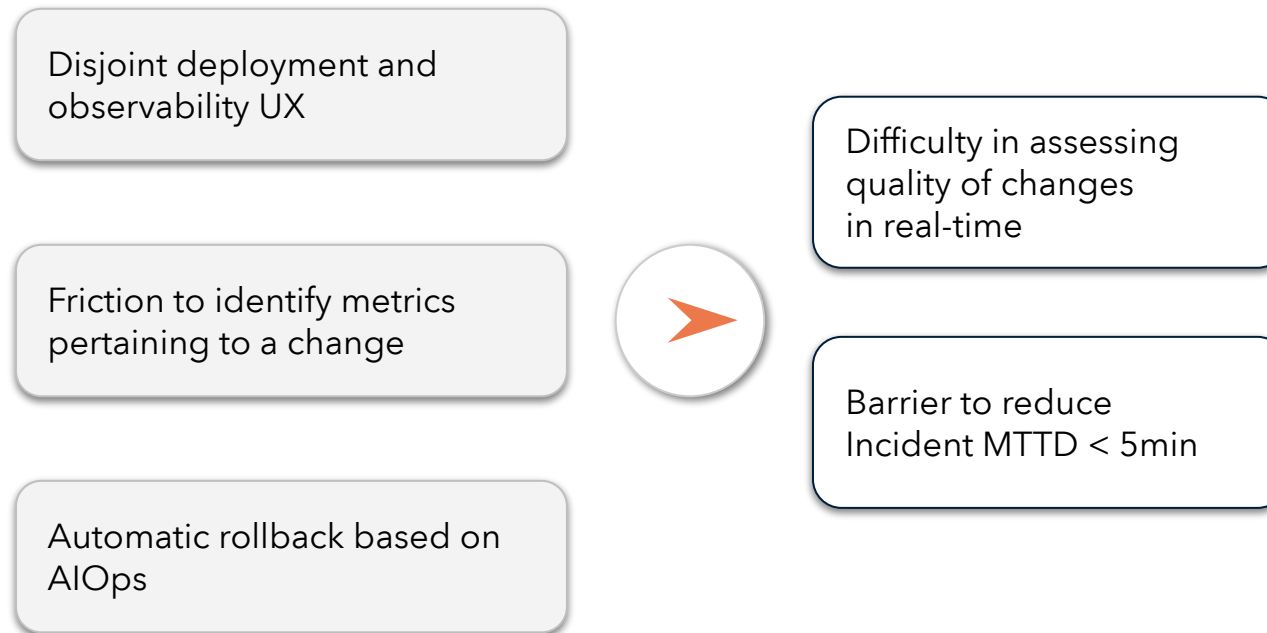 Disjoint deployment and
observability UX
Friction to identify metrics
pertaining to a change
Automatic rollback based on
AIOps
Difficulty in assessing
quality of changes
in real-time
Barrier to reduce
Incident MTTD < 5min